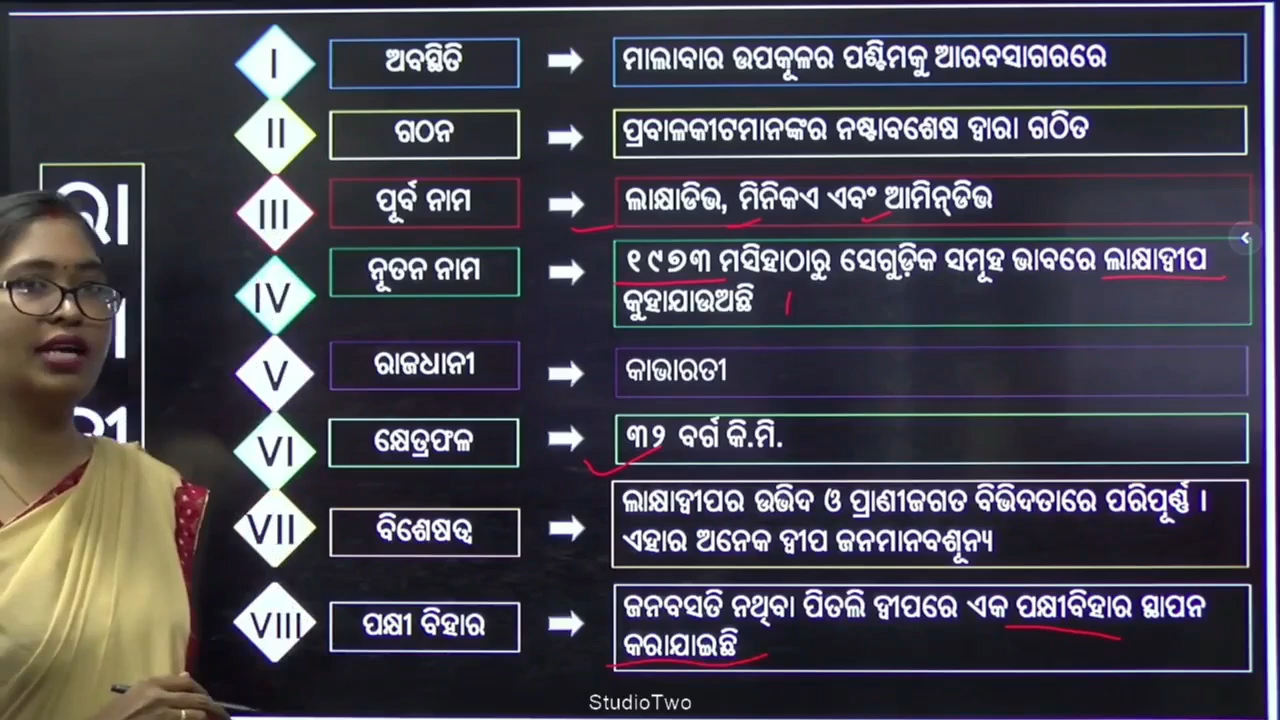 I ଅବସ୍ଥିତି ମାଲାବାର ଉପକୂଳର ପଶ୍ଚିମକୁ ଆରବସାଗରରେ
II ଗଠନ ପ୍ରବାଳକୀଟମାନଙ୍କର ନଷ୍ଟାବଶେଷ ଦ୍ଵାରା ଗଠିତ
III ପୂର୍ବ ନାମ ଲାକ୍ଷାଡିଭ, ମିନିକଏ ଏବଂ ଆମିନ୍‌ଡିଭ
IV ନୂତନ ନାମ ୧୯୭୩ ମସିହାଠାରୁ ସେଗୁଡ଼ିକ ସମୂହ ଭାବରେ ଲାକ୍ଷାଦ୍ଵୀପ
କୁହାଯାଉଅଛି
V ରାଜଧାନୀ କାଭାରତୀ
VI କ୍ଷେତ୍ରଫଳ ୩୨ ବର୍ଗ କି.ମି.
VII ବିଶେଷତ୍ଵ ଲାକ୍ଷାଦ୍ଵୀପର ଉଭିଦ ଓ ପ୍ରାଣୀଜଗତ ବିଭିଦତାରେ ପରିପୂର୍ଣ୍ଣ ।
ଏହାର ଅନେକ ଦ୍ଵୀପ ଜନମାନବଶୂନ୍ୟ
VIII ପକ୍ଷୀ ବିହାର ଜନବସତି ନଥିବା ପିତଲି ଦ୍ଵୀପରେ ଏକ ପକ୍ଷୀବିହାର ସ୍ଥାପନ
କରାଯାଇଛି
StudioTwo